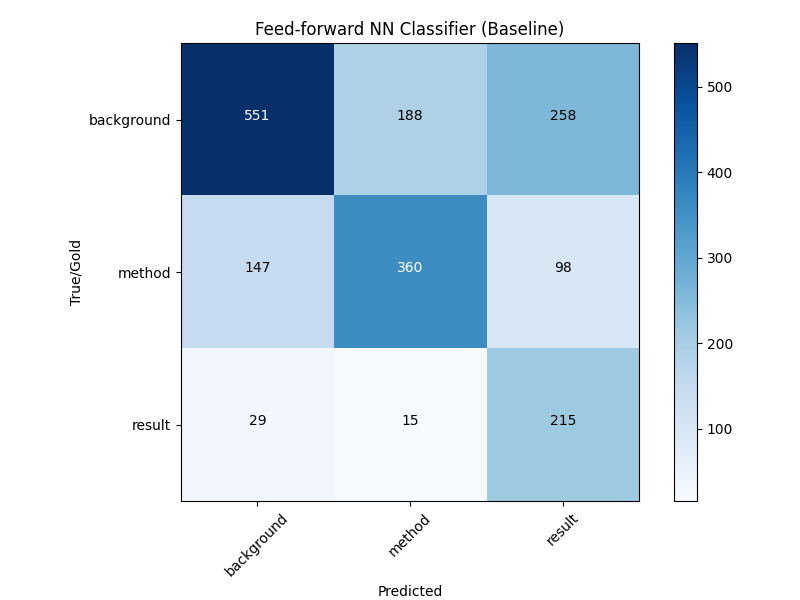 Feed-forward NN Classifier (Baseline)
True/Gold
background
551
188
258
method
147
360
98
result
29
15
215
background
method
result
Predicted
500
400
300
200
100